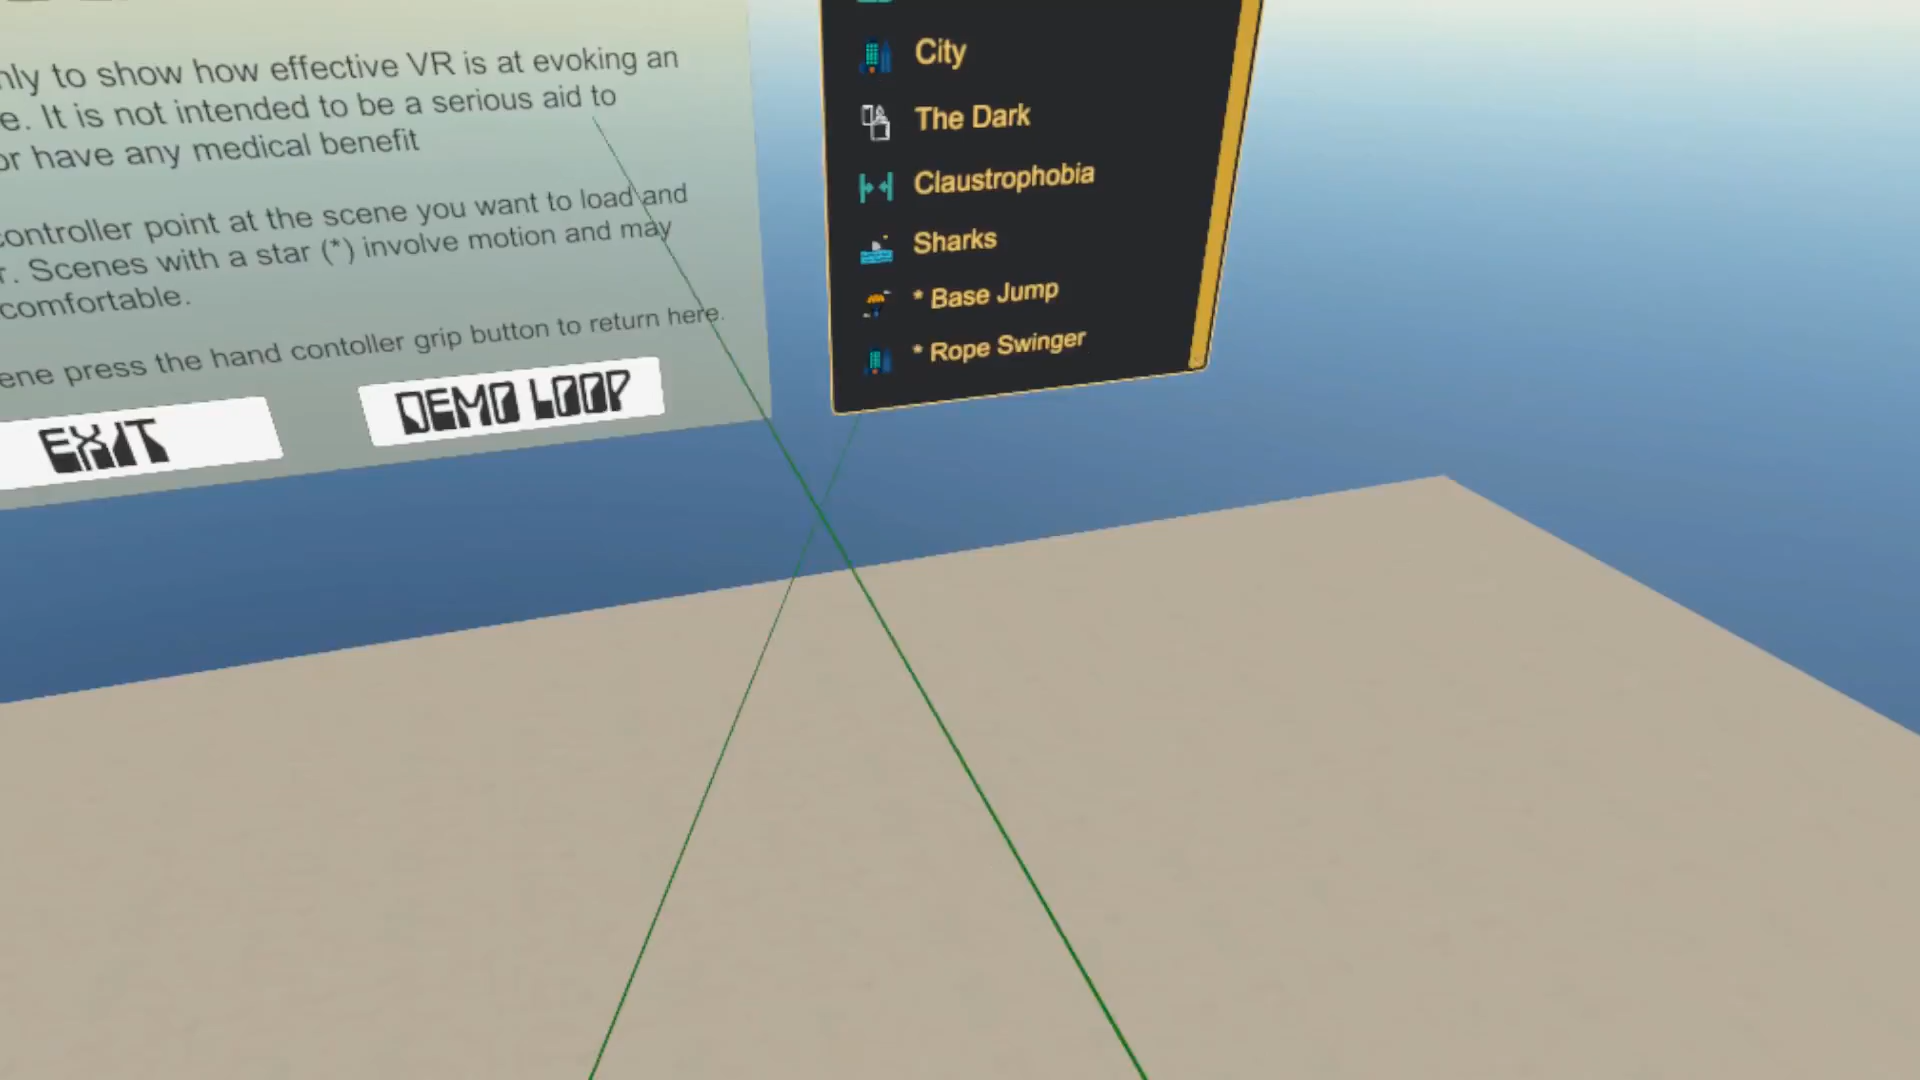 to show how effective VR is at evoking an
It is not intended to be a serious aid to
or have any medical benefit
controller point at the scene you want to load and
Scenes with a star (*) involve motion and may
comfortable.
press the hand contoller grip button to return here.
EXIT
DEMO LOOP
City
The Dark
Claustrophobia
Sharks
* Base Jump
* Rope Swinger